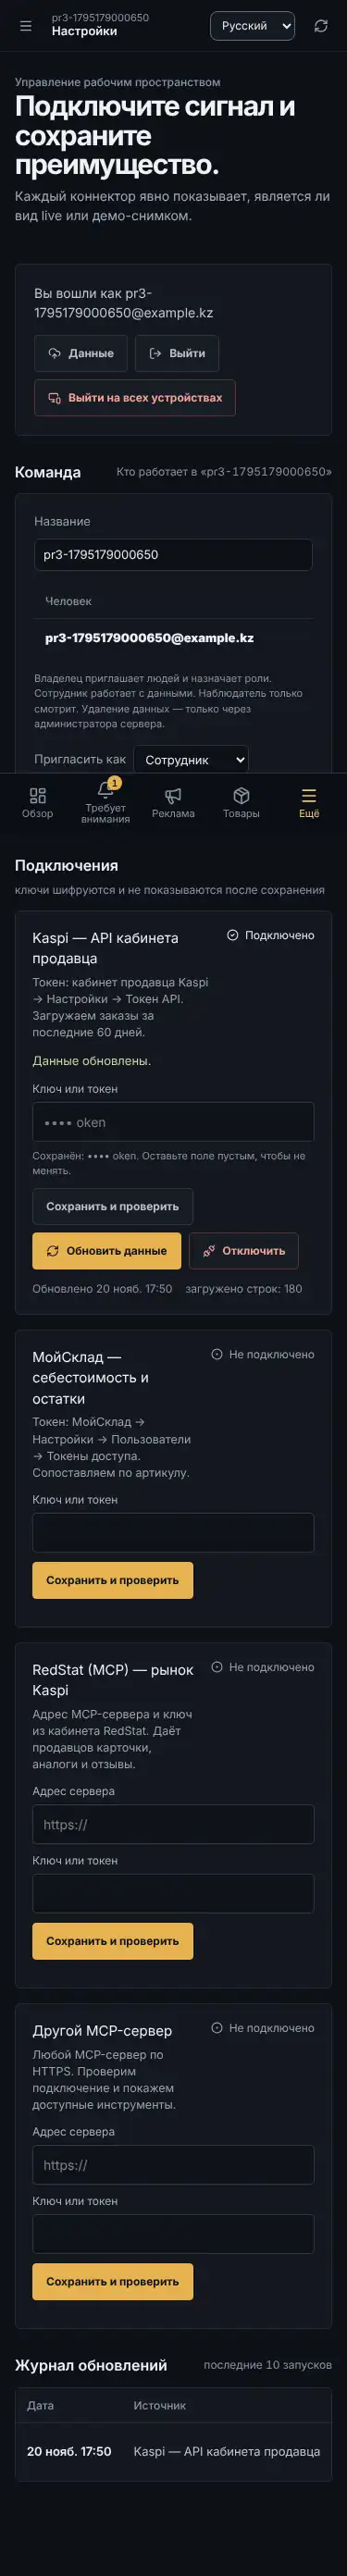 pr3-1795179000650
Настройки
Русский
Управление рабочим пространством
Подключите сигнал и
сохраните
преимущество.
Каждый коннектор явно показывает, является ли
вид live или демо-снимком.
Вы вошли как pr3-
1795179000650@example.kz
Данные
Выйти
Выйти на всех устройствах
Команда
Кто работает в «pr3-1795179000650»
Название
pr3-1795179000650
Человек
pr3-1795179000650@example.kz
Владелец приглашает людей и назначает роли.
Сотрудник работает с данными. Наблюдатель только
смотрит. Удаление данных — только через
администратора сервера.
Пригласить как
Сотрудник
Обзор
1
Требует
внимания
Реклама
Товары
Ещё
Подключения
ключи шифруются и не показываются после сохранения
Kaspi — API кабинета
продавца
Подключено
Токен: кабинет продавца Kaspi
→ Настройки → Токен API.
Загружаем заказы за
последние 60 дней.
Данные обновлены.
Ключ или токен
•••• oken
Сохранён: •••• oken. Оставьте поле пустым, чтобы не
менять.
Сохранить и проверить
Обновить данные
Отключить
Обновлено 20 нояб. 17:50
загружено строк: 180
МойСклад —
себестоимость и
остатки
Не подключено
Токен: МойСклад →
Настройки → Пользователи
→ Токены доступа.
Сопоставляем по артикулу.
Ключ или токен
Сохранить и проверить
RedStat (MCP) — рынок
Kaspi
Не подключено
Адрес MCP-сервера и ключ
из кабинета RedStat. Даёт
продавцов карточки,
аналоги и отзывы.
Адрес сервера
https://
Ключ или токен
Сохранить и проверить
Другой MCP-сервер
Не подключено
Любой MCP-сервер по
HTTPS. Проверим
подключение и покажем
доступные инструменты.
Адрес сервера
https://
Ключ или токен
Сохранить и проверить
Журнал обновлений
последние 10 запусков
Дата
Источник
20 нояб. 17:50
Kaspi — API кабинета продавца